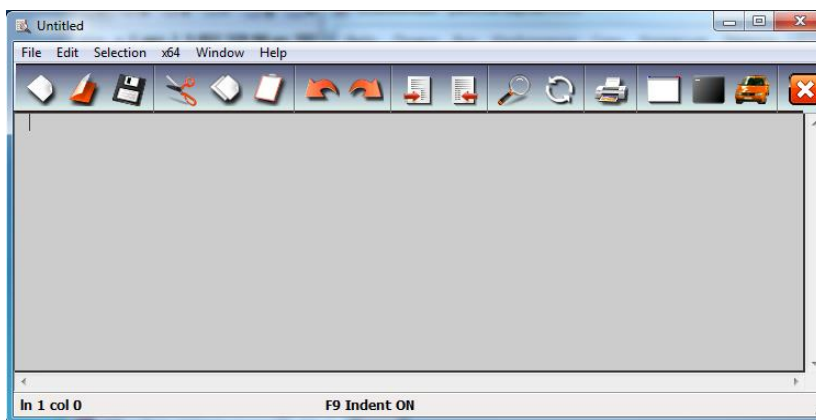 Untitled
File Edit Selection x64 Window Help
ln 1 col 0 F9 Indent ON